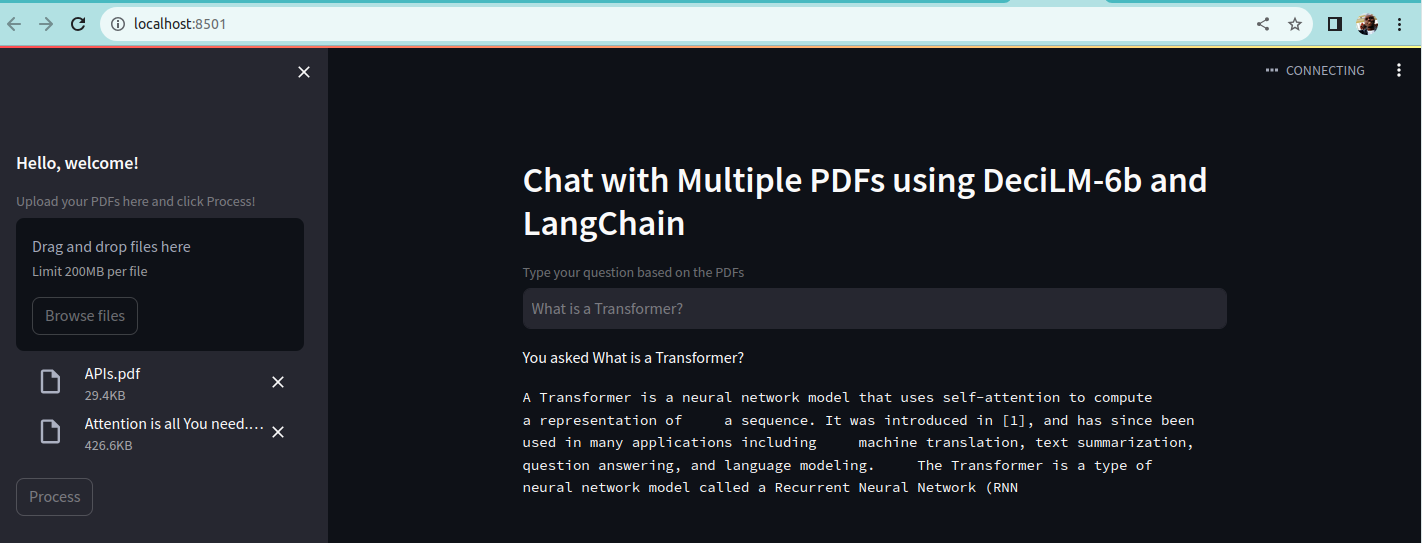 localhost:8501
CONNECTING
Hello, welcome!
Upload your PDFs here and click Process!
Drag and drop files here
Limit 200MB per file
Browse files
APIs.pdf
29.4KB
Attention is all You need....
426.6KB
Process
Chat with Multiple PDFs using DeciLM-6b and
LangChain
Type your question based on the PDFs
What is a Transformer?
You asked What is a Transformer?
A Transformer is a neural network model that uses self-attention to compute
a representation of     a sequence. It was introduced in [1], and has since been
used in many applications including     machine translation, text summarization,
question answering, and language modeling.     The Transformer is a type of
neural network model called a Recurrent Neural Network (RNN